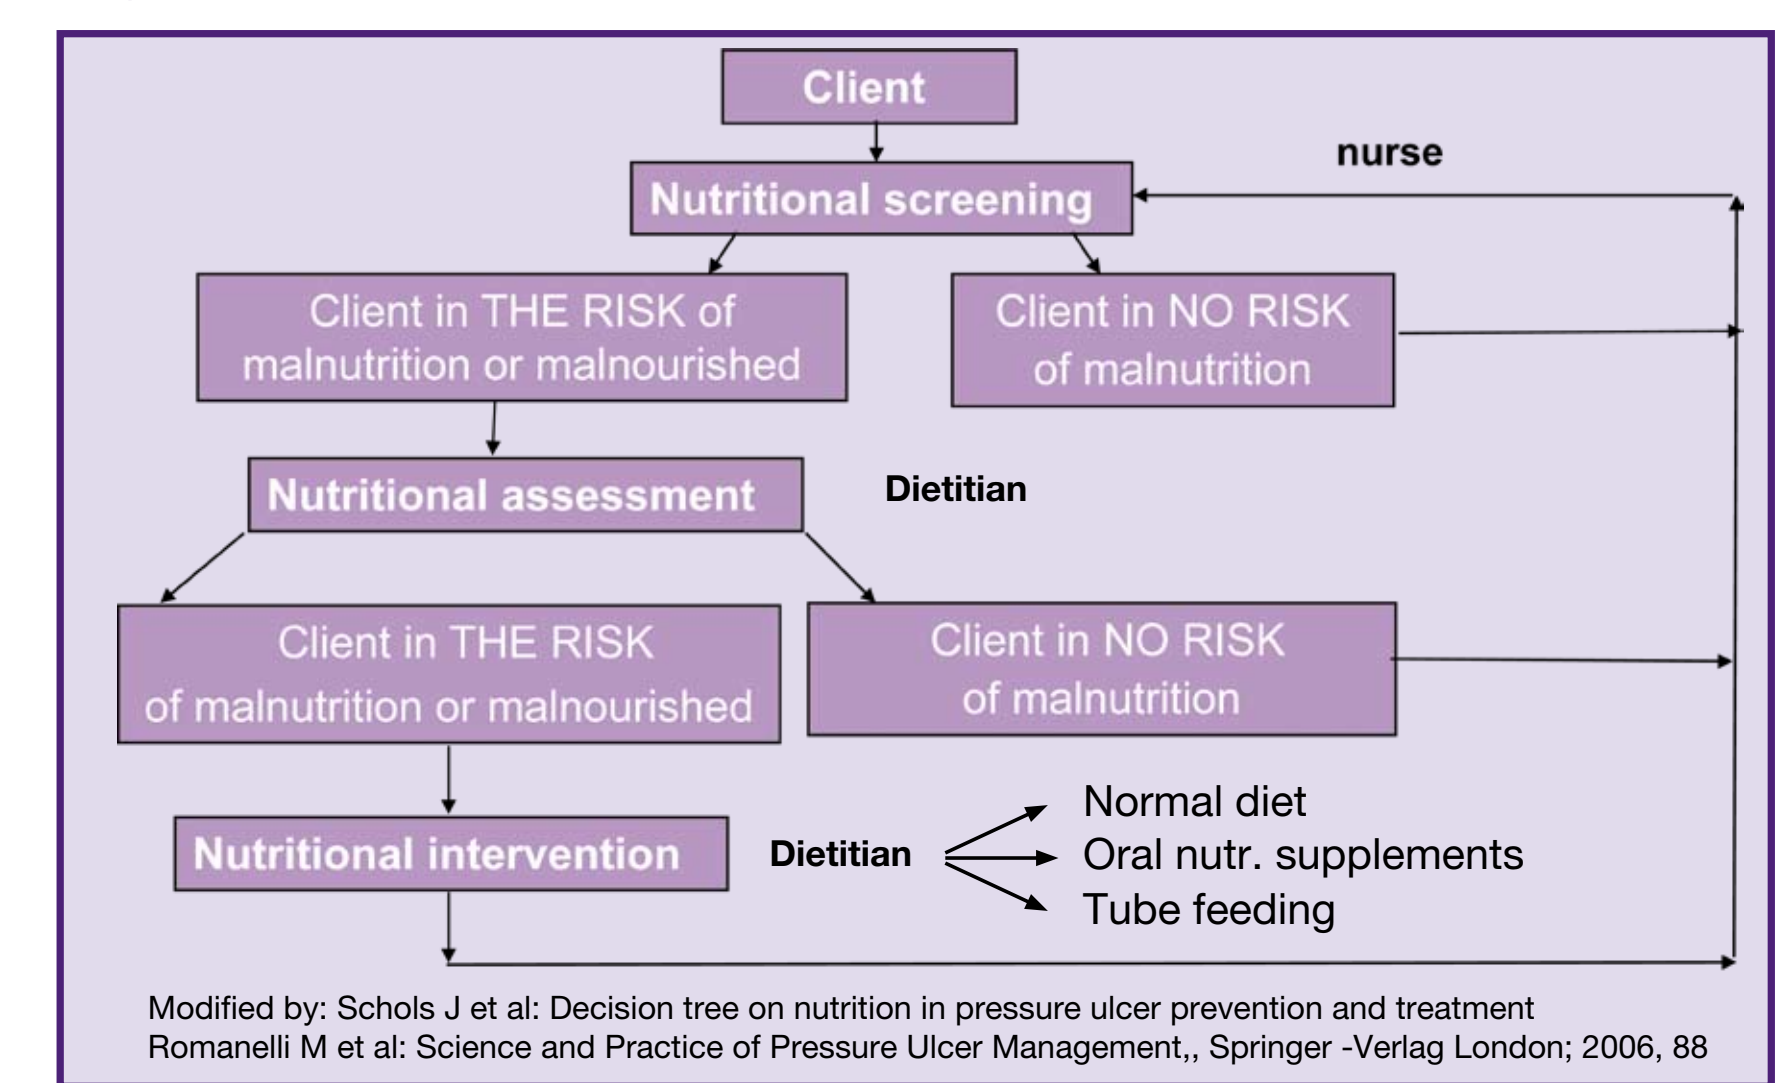 Client
nurse
Nutritional screening
Client in THE RISK of
malnutrition or malnourished
Client in NO RISK
of malnutrition
Nutritional assessment
Dietitian
Client in THE RISK
of malnutrition or malnourished
Client in NO RISK
of malnutrition
Nutritional intervention
Dietitian
Normal diet
Oral nutr. supplements
Tube feeding
Modified by: Schols J et al: Decision tree on nutrition in pressure ulcer prevention and treatment
Romanelli M et al: Science and Practice of Pressure Ulcer Management,, Springer -Verlag London; 2006, 88